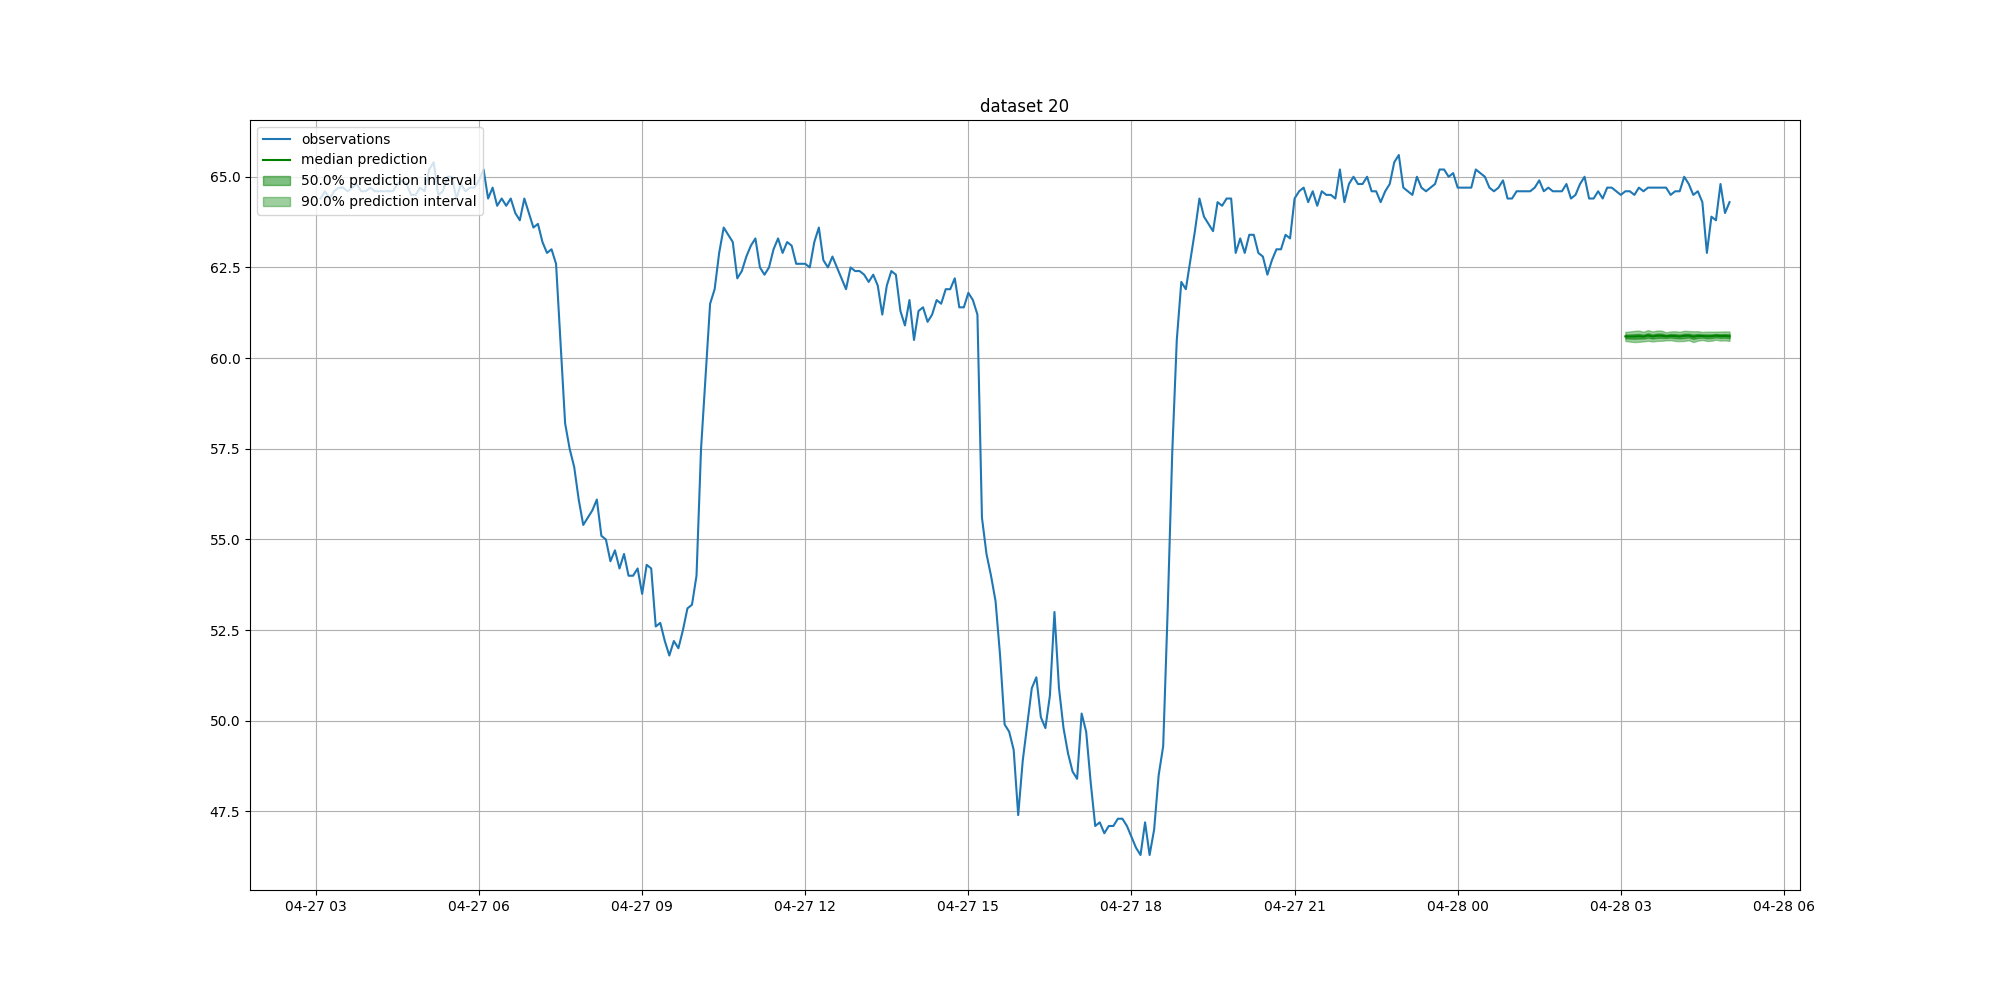 dataset 20
observations
median prediction
50.0% prediction interval
90.0% prediction interval
65.0
62.5
60.0
57.5
55.0
52.5
50.0
47.5
04-27 03 04-27 06 04-27 09 04-27 12 04-27 15 04-27 18 04-27 21 04-28 00 04-28 03 04-28 06